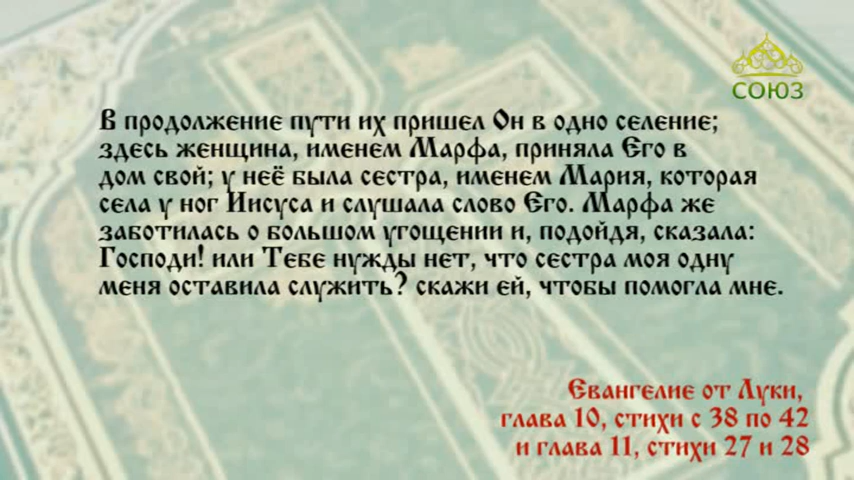 СОЮЗ
В продолжение пути их пришел Он в одно селение;
здесь женщина, именем Марфа, приняла Его в
дом свой; у неё была сестра, именем Мария, которая
села у ног Иисуса и слушала слово Его. Марфа же
заботилась о большом угощении и, подойдя, сказала:
Господи! или Тебе нужды нет, что сестра моя одну
меня оставила служить? скажи ей, чтобы помогла мне.
Евангелие от Луки,
глава 10, стихи с 38 по 42
и глава 11, стихи 27 и 28